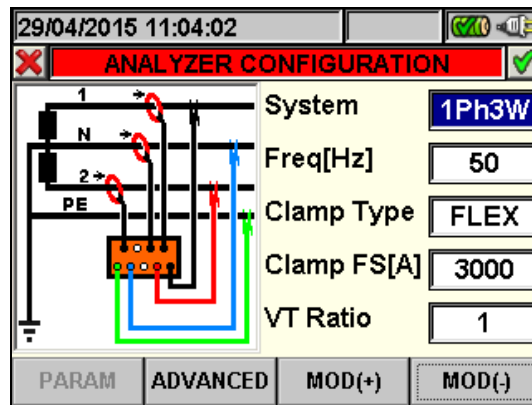 29/04/2015 11:04:02
ANALYZER CONFIGURATION
1
N
2
PE
System 1Ph3W
Freq[Hz] 50
Clamp Type FLEX
Clamp FS[A] 3000
VT Ratio 1
PARAM ADVANCED MOD(+) MOD(-)